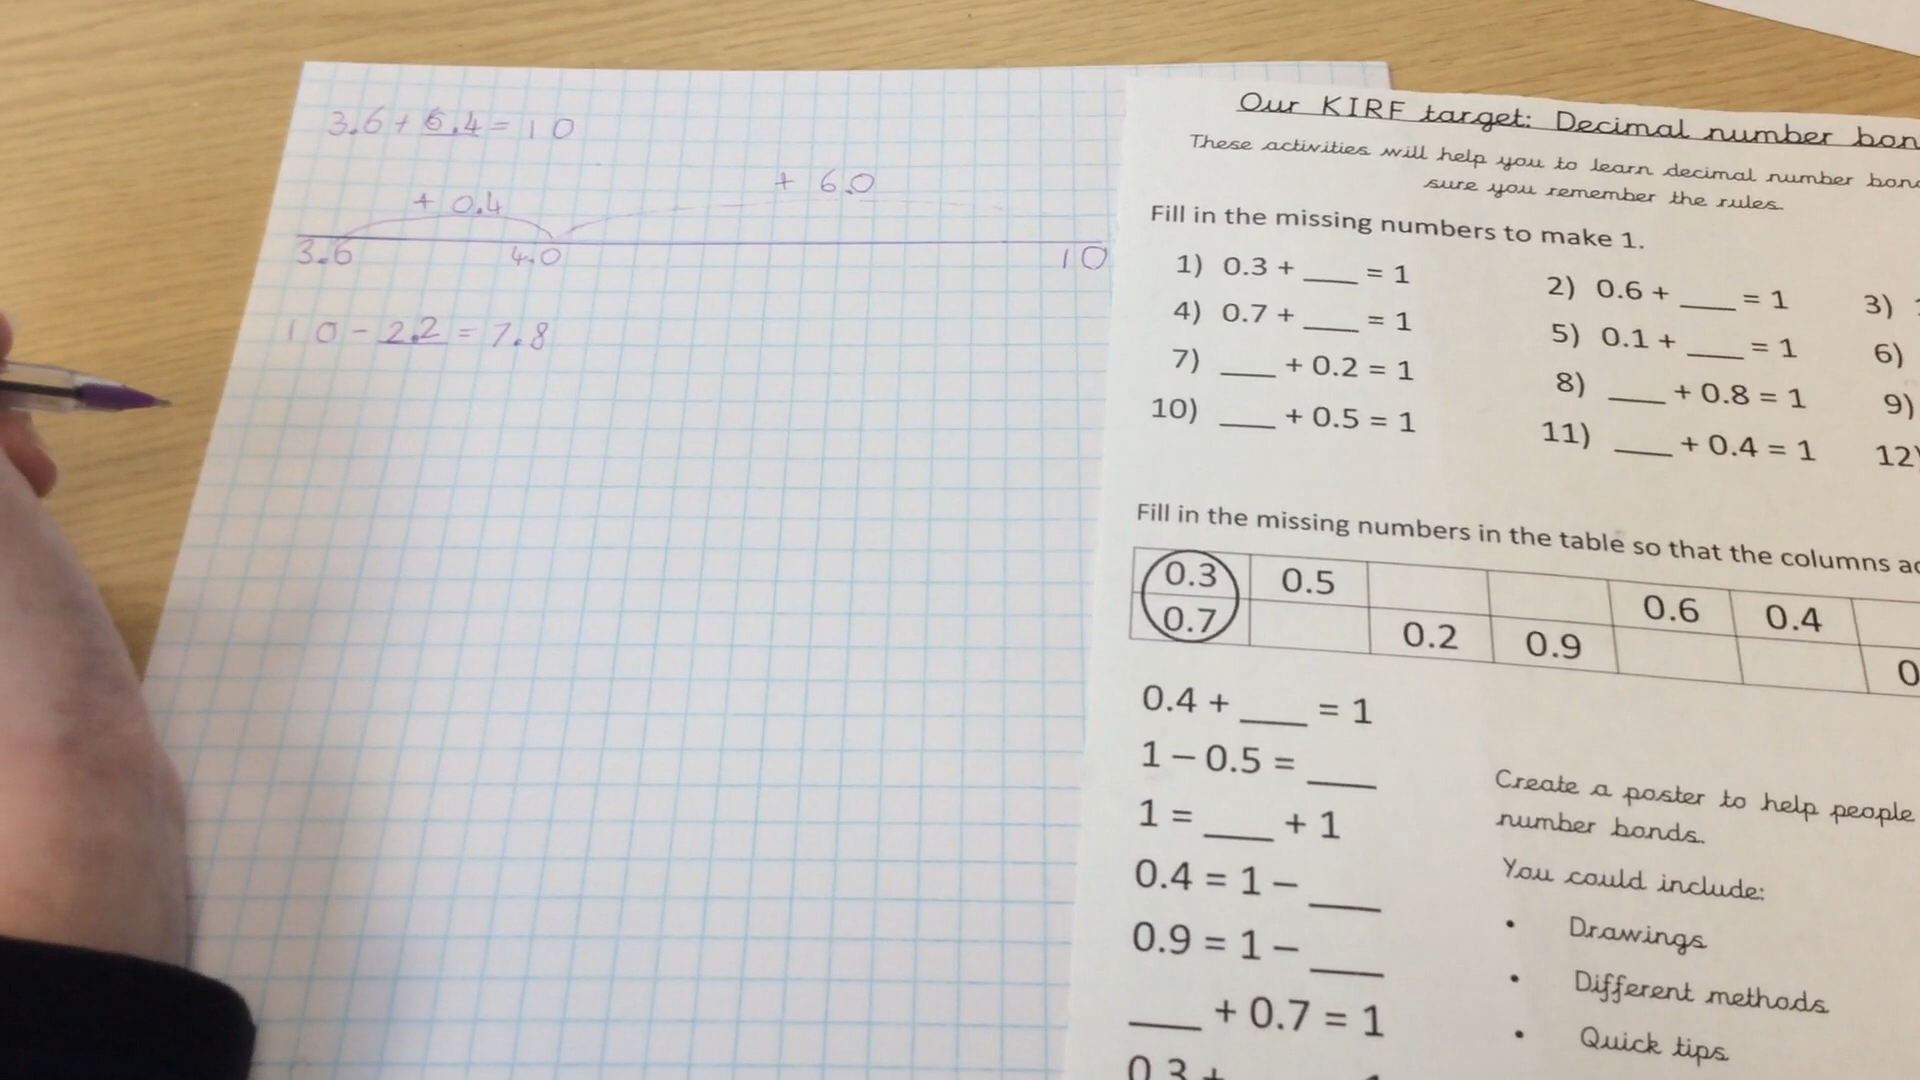 3.6 + 6.4 = 10
+ 0.4
+ 6.0
3.6 4.0 10
10 - 2.2 = 7.8
Our KIRF target: Decimal number bon
These activities will help you to learn decimal number bond
sure you remember the rules.
Fill in the missing numbers to make 1.
1) 0.3 + ___ = 1 2) 0.6 + ___ = 1 3)
4) 0.7 + ___ = 1 5) 0.1 + ___ = 1 6)
7) ___ + 0.2 = 1 8) ___ + 0.8 = 1 9)
10) ___ + 0.5 = 1 11) ___ + 0.4 = 1 12)
Fill in the missing numbers in the table so that the columns ad
0.3 0.5 0.6 0.4
0.7 0.2 0.9 0
0.4 + ___ = 1
1 – 0.5 = ___
1 = ___ + 1
0.4 = 1 – ___
0.9 = 1 – ___
___ + 0.7 = 1
0.3 +
Create a poster to help people
number bonds.
You could include:
• Drawings
• Different methods
• Quick tips